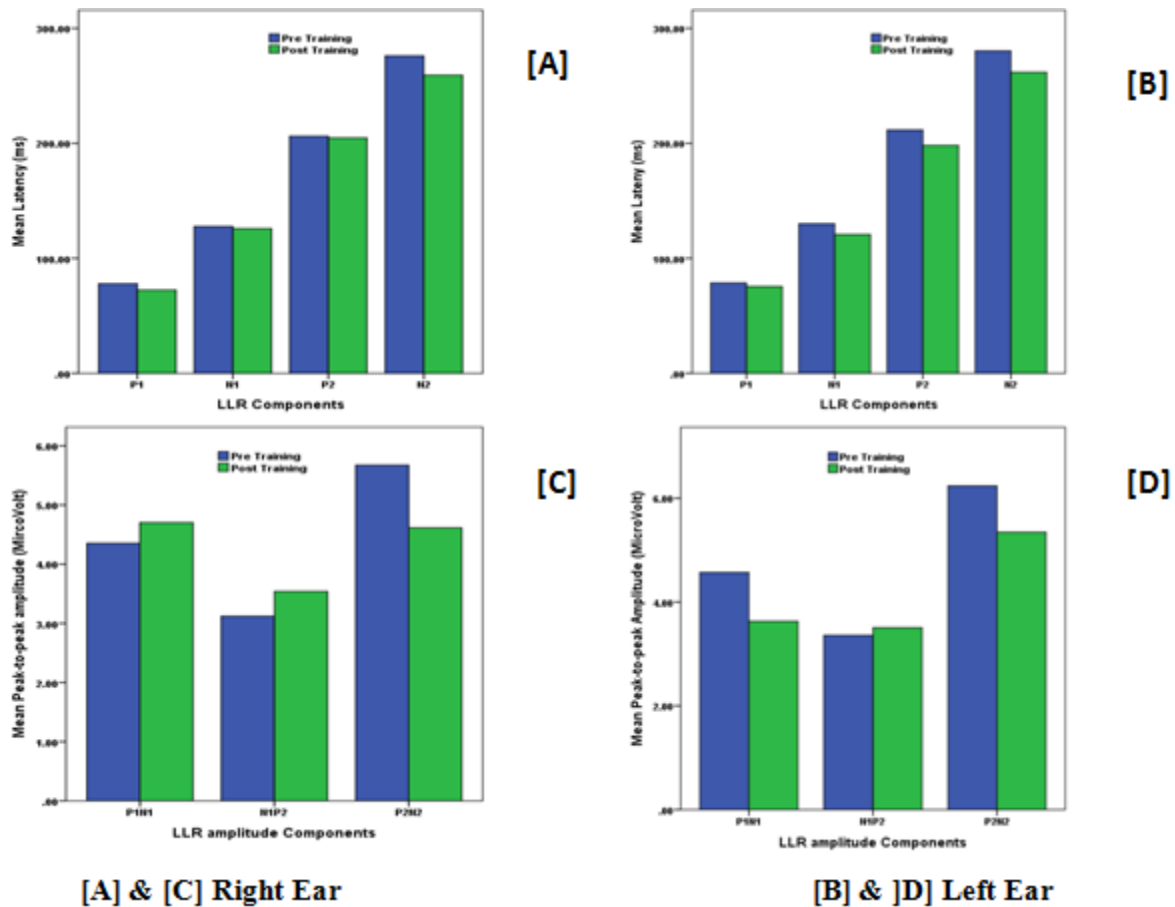 300.00
200.00
100.00
.00
Mean Latency (ms)
Pre Training
Post Training
P1 N1 P2 N2
LLR Components
[A]
300.00
200.00
100.00
.00
Mean Lateny (ms)
Pre Training
Post Training
P1 N1 P2 N2
LLR Components
[B]
6.00
5.00
4.00
3.00
2.00
1.00
.00
Mean Peak-to-peak amplitude (MircoVolt)
Pre Training
Post Training
P1N1 N1P2 P2N2
LLR amplitude Components
[C]
6.00
4.00
2.00
.00
Mean Peak-to-peak Amplitude (MicroVolt)
Pre Training
Post Training
P1N1 N1P2 P2N2
LLR amplitude Components
[D]
[A] & [C] Right Ear
[B] & ]D] Left Ear